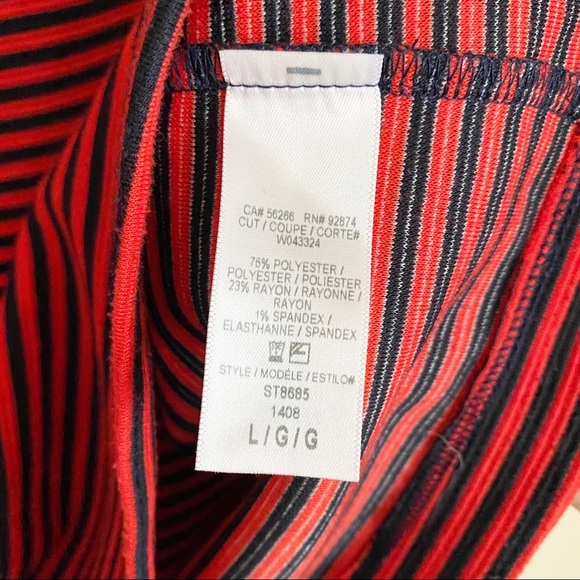 CA# 56266 RN# 92874
CUT / COUPE / CORTE#
W043324
76% POLYESTER /
POLYESTER / POLIESTER
23% RAYON / RAYONNE /
RAYON
1% SPANDEX /
ELASTHANNE / SPANDEX
STYLE / MODÈLE / ESTILO#
ST8685
1408
L / G / G